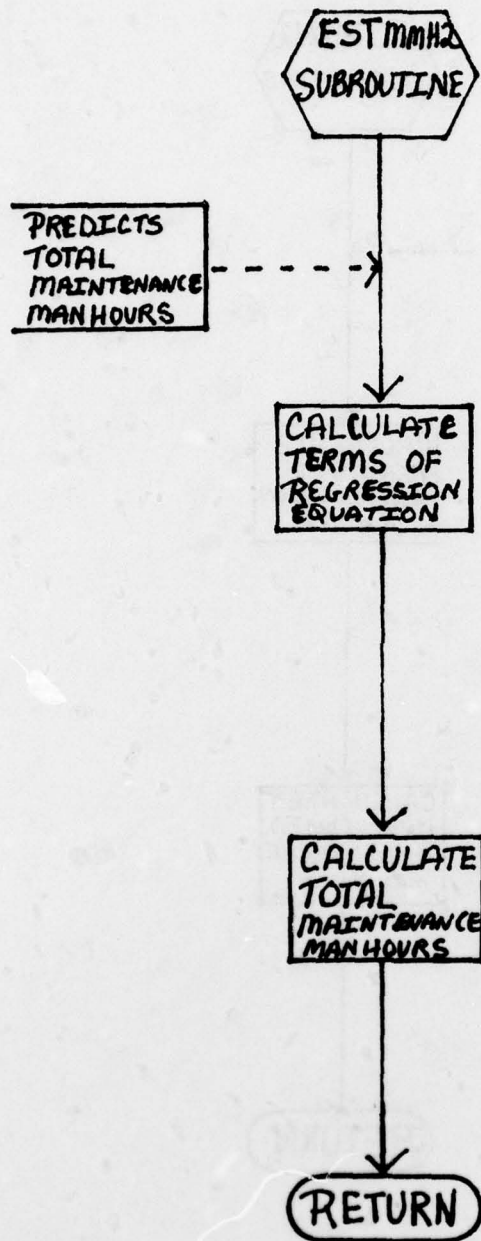 ESTMMH2
SUBROUTINE
PREDICTS
TOTAL
MAINTENANCE
MANHOURS
CALCULATE
TERMS OF
REGRESSION
EQUATION
CALCULATE
TOTAL
MAINTENANCE
MANHOURS
RETURN